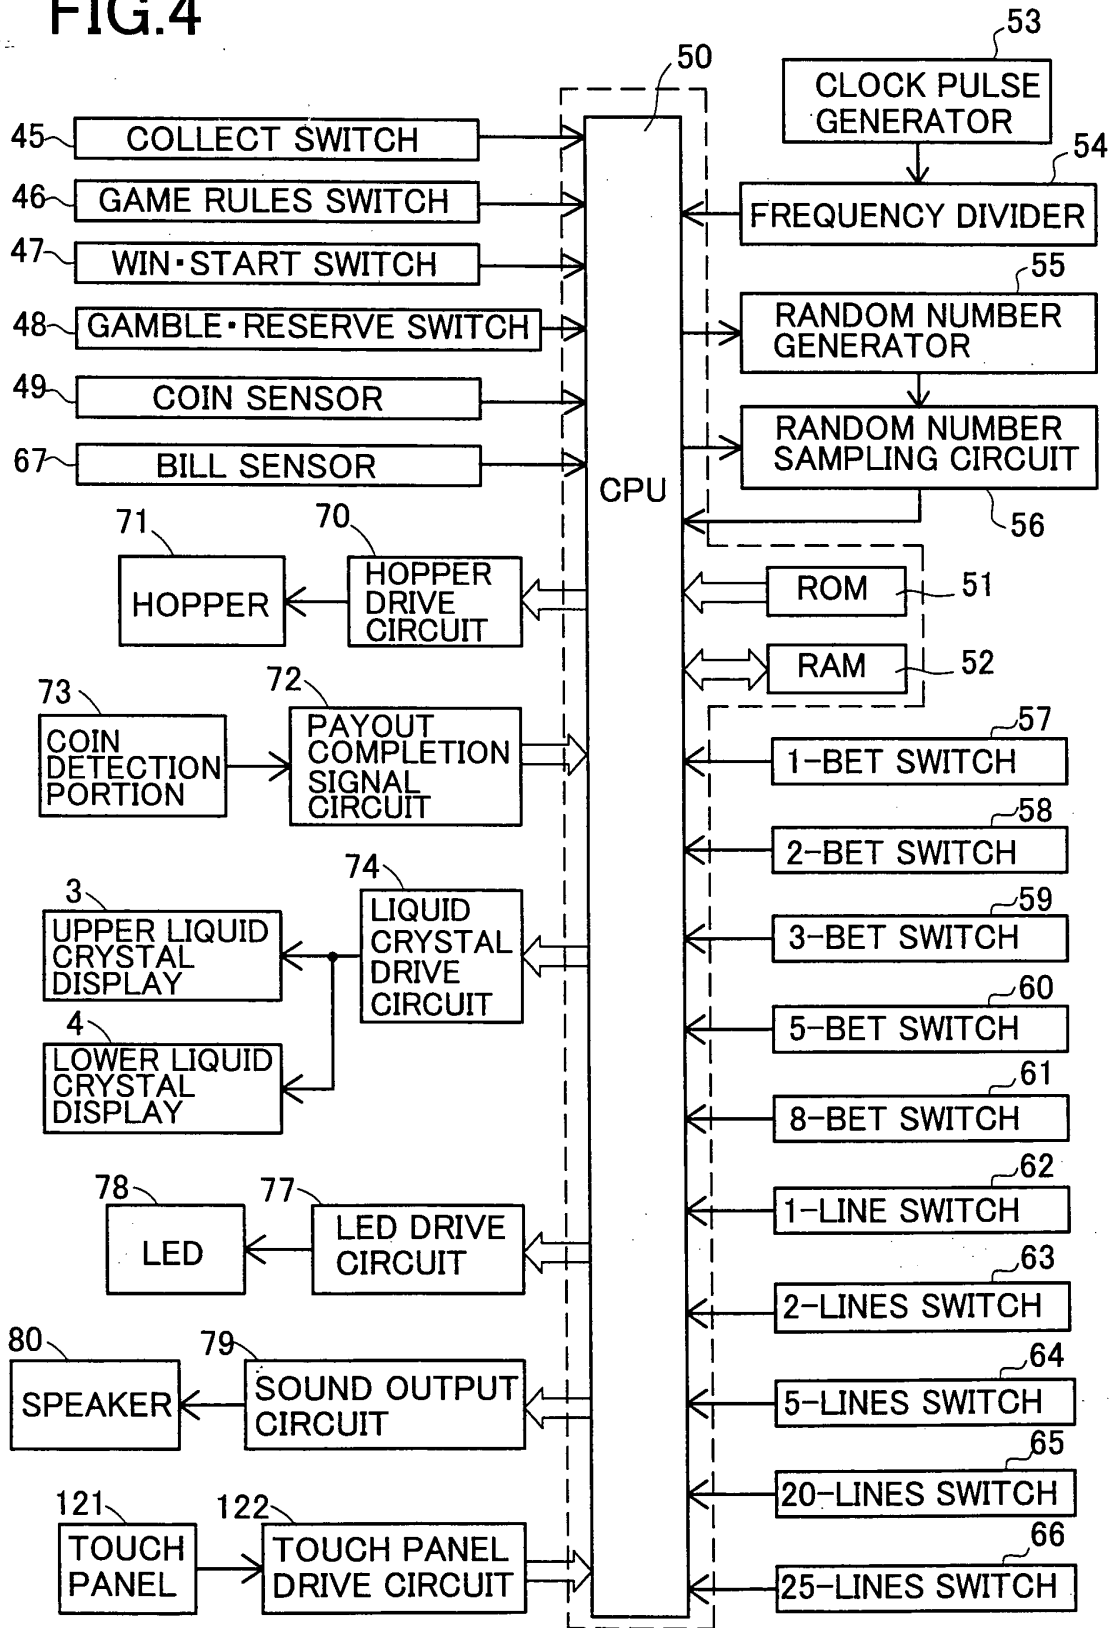 FIG.4
50
53
CLOCK PULSE
GENERATOR
54
FREQUENCY DIVIDER
55
RANDOM NUMBER
GENERATOR
RANDOM NUMBER
SAMPLING CIRCUIT
56
45
COLLECT SWITCH
46
GAME RULES SWITCH
47
WIN・START SWITCH
48
GAMBLE・RESERVE SWITCH
49
COIN SENSOR
67
BILL SENSOR
CPU
71
HOPPER
70
HOPPER
DRIVE
CIRCUIT
ROM
51
RAM
52
73
COIN
DETECTION
PORTION
72
PAYOUT
COMPLETION
SIGNAL
CIRCUIT
57
1-BET SWITCH
58
2-BET SWITCH
59
3-BET SWITCH
60
5-BET SWITCH
61
8-BET SWITCH
62
1-LINE SWITCH
63
2-LINES SWITCH
64
5-LINES SWITCH
65
20-LINES SWITCH
66
25-LINES SWITCH
3
UPPER LIQUID
CRYSTAL
DISPLAY
74
LIQUID
CRYSTAL
DRIVE
CIRCUIT
4
LOWER LIQUID
CRYSTAL
DISPLAY
78
LED
77
LED DRIVE
CIRCUIT
80
SPEAKER
79
SOUND OUTPUT
CIRCUIT
121
TOUCH
PANEL
122
TOUCH PANEL
DRIVE CIRCUIT